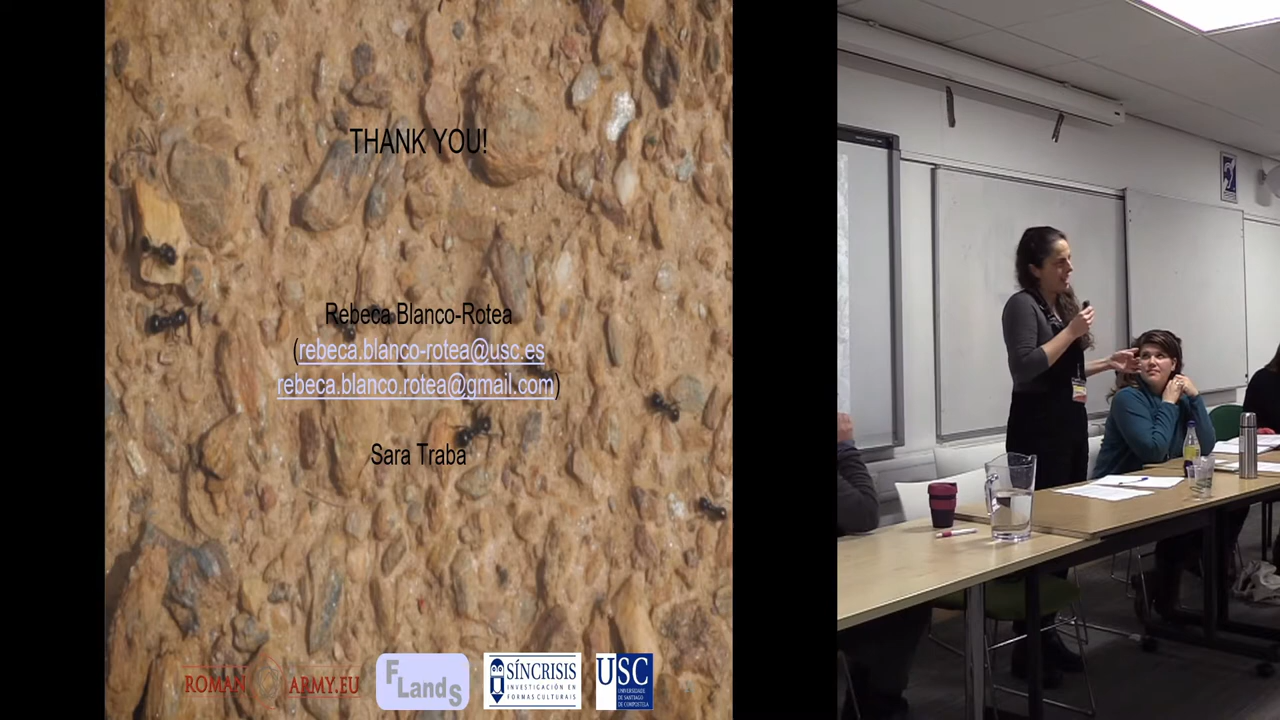 THANK YOU!
Rebeca Blanco-Rotea
(rebeca.blanco-rotea@usc.es
rebeca.blanco.rotea@gmail.com)
Sara Traba
ROMAN ARMY.EU
FLandS
SÍNCRISIS
INVESTIGACIÓN EN
FORMAS CULTURAIS
USC
UNIVERSIDADE
DE SANTIAGO
DE COMPOSTELA